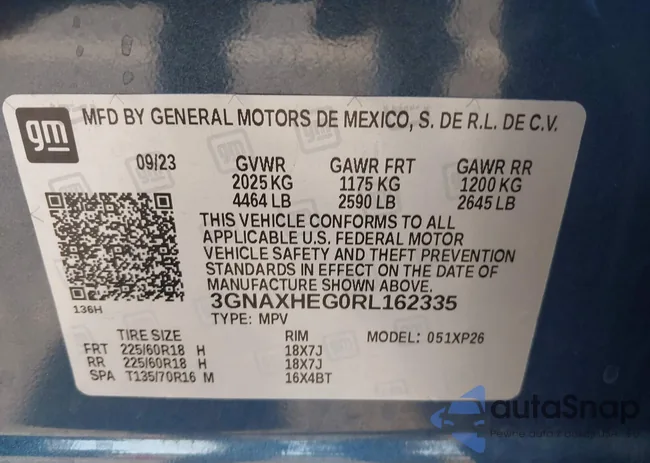 gm
MFD BY GENERAL MOTORS DE MEXICO, S. DE R.L. DE C.V.
09/23 GVWR GAWR FRT GAWR RR
2025 KG 1175 KG 1200 KG
4464 LB 2590 LB 2645 LB
THIS VEHICLE CONFORMS TO ALL
APPLICABLE U.S. FEDERAL MOTOR
VEHICLE SAFETY AND THEFT PREVENTION
STANDARDS IN EFFECT ON THE DATE OF
MANUFACTURE SHOWN ABOVE.
3GNAXHEG0RL162335
136H
TYPE: MPV
TIRE SIZE RIM MODEL: 051XP26
FRT 225/60R18 H 18X7J
RR 225/60R18 H 18X7J
SPA T135/70R16 M 16X4BT
autaSnap